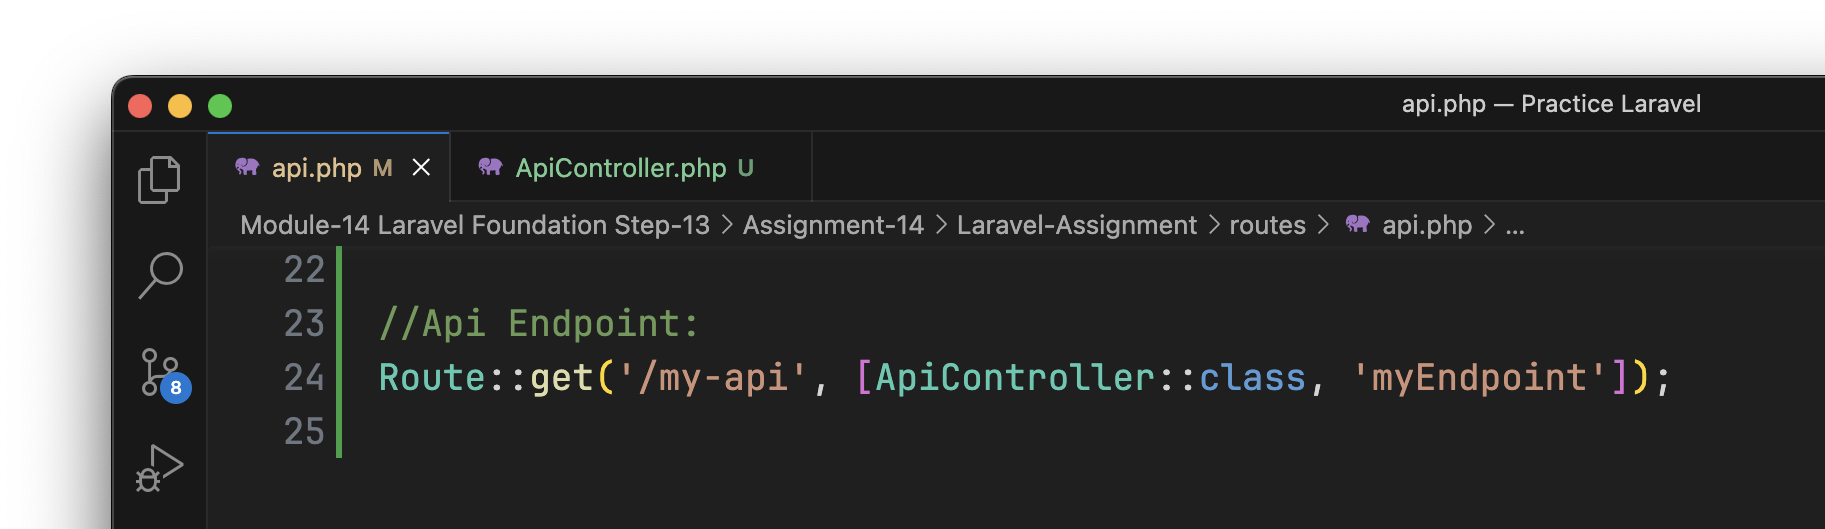 api.php — Practice Laravel
api.php M
ApiController.php U
Module-14 Laravel Foundation Step-13 > Assignment-14 > Laravel-Assignment > routes > api.php > ...
22
23 //Api Endpoint:
24 Route::get('/my-api', [ApiController::class, 'myEndpoint']);
25
8